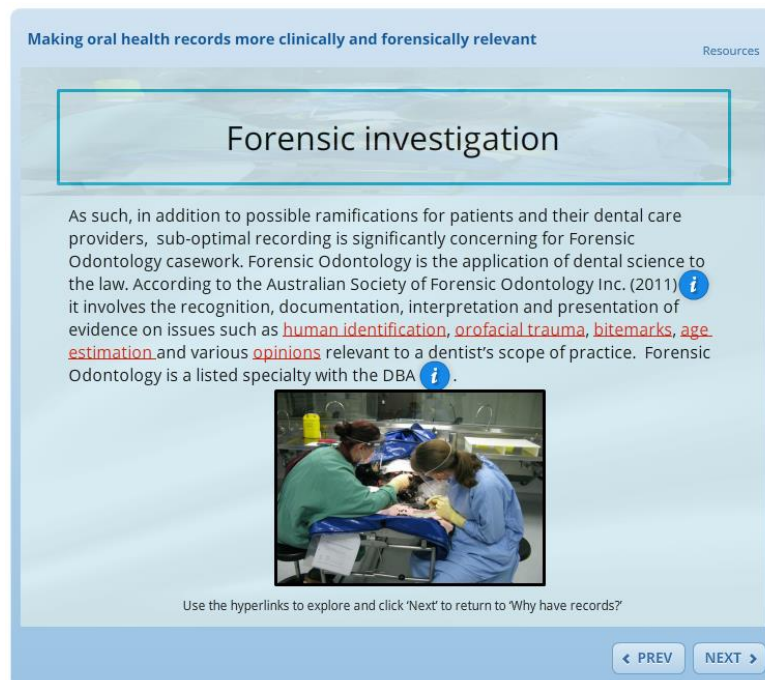 Making oral health records more clinically and forensically relevant
Resources
Forensic investigation
As such, in addition to possible ramifications for patients and their dental care
providers, sub-optimal recording is significantly concerning for Forensic
Odontology casework. Forensic Odontology is the application of dental science to
the law. According to the Australian Society of Forensic Odontology Inc. (2011) i
it involves the recognition, documentation, interpretation and presentation of
evidence on issues such as human identification, orofacial trauma, bitemarks, age
estimation and various opinions relevant to a dentist’s scope of practice. Forensic
Odontology is a listed specialty with the DBA i .
Use the hyperlinks to explore and click ‘Next’ to return to ‘Why have records?’
< PREV
NEXT >